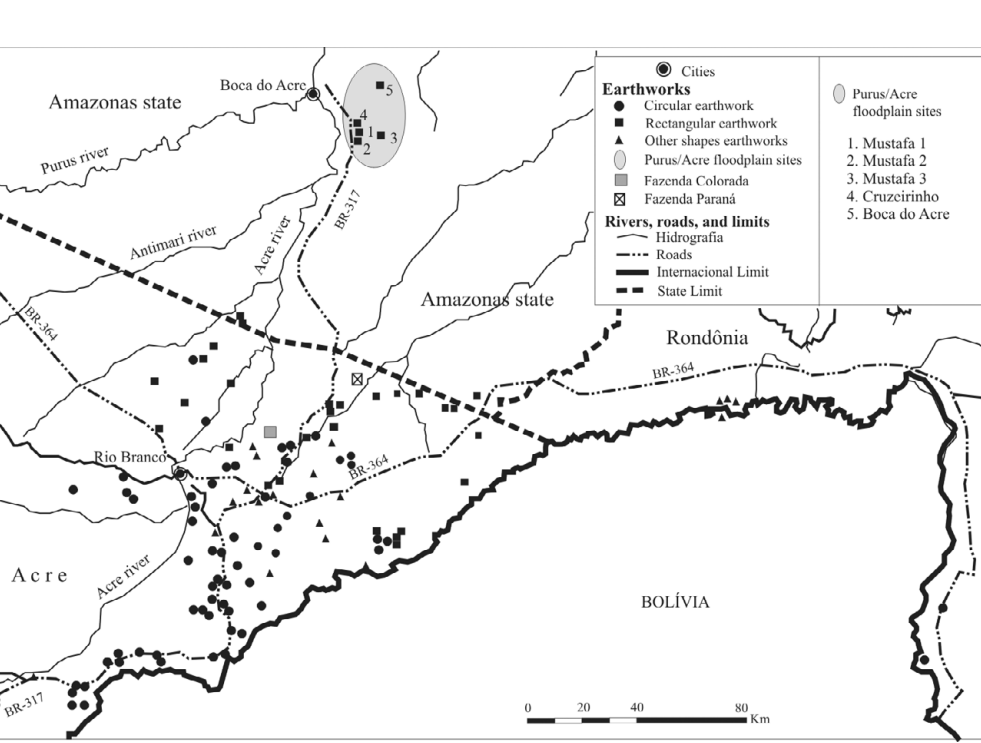 Boca do Acre
Amazonas state
Purus river
5
4
1
3
2
BR-317
Antimari river
Acre river
Amazonas state
BR-364
Rondônia
BR-364
Rio Branco
BR-364
Acre
Acre river
BOLÍVIA
BR-317
0 20 40 80
Km
Cities
Earthworks
Circular earthwork
Rectangular earthwork
Other shapes earthworks
Purus/Acre floodplain sites
Fazenda Colorada
Fazenda Paraná
Rivers, roads, and limits
Hidrografia
Roads
Internacional Limit
State Limit
Purus/Acre
floodplain sites
1. Mustafa 1
2. Mustafa 2
3. Mustafa 3
4. Cruzeirinho
5. Boca do Acre